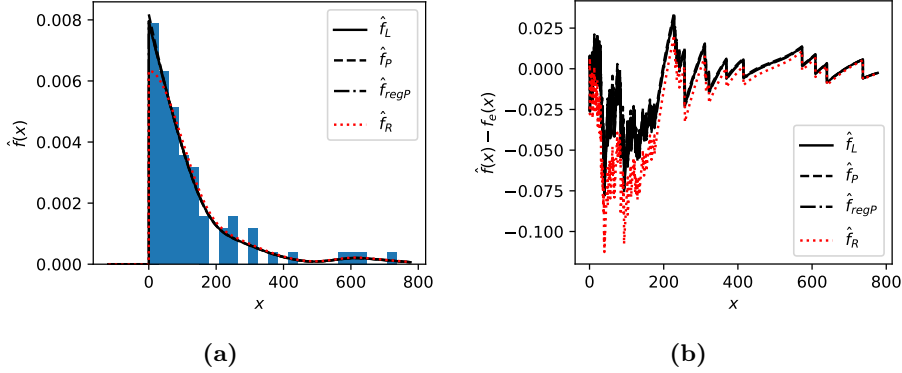 0.008
0.006
0.004
0.002
0.000
f̂(x)
0
200
400
600
800
x
f̂_L
f̂_P
f̂_regP
f̂_R
(a)
0.025
0.000
−0.025
−0.050
−0.075
−0.100
f̂(x) − f_e(x)
0
200
400
600
800
x
f̂_L
f̂_P
f̂_regP
f̂_R
(b)